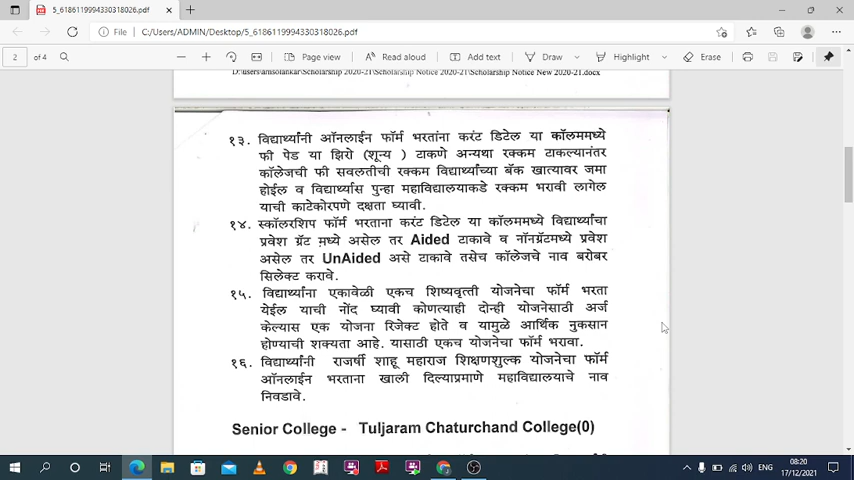 5_6186119994330318026.pdf
File
C:/Users/ADMIN/Desktop/5_6186119994330318026.pdf
2 of 4
Page view
Read aloud
Add text
Draw
Highlight
Erase
D:\users\amsolankar\Scholarship 2020-21\Scholarship Notice 2020-21\Scholarship Notice New 2020-21.docx
१३. विद्यार्थ्यांनी ऑनलाईन फॉर्म भरतांना करंट डिटेल या कॉलममध्ये
फी पेड या झिरो (शून्य ) टाकणे अन्यथा रक्कम टाकल्यानंतर
कॉलेजची फी सवलतीची रक्कम विद्यार्थ्यांच्या बॅक खात्यावर जमा
होईल व विद्यार्थ्यास पुन्हा महाविद्यालयाकडे रक्कम भरावी लागेल
याची काटेकोरपणे दक्षता घ्यावी.
१४. स्कॉलरशिप फॉर्म भरताना करंट डिटेल या कॉलममध्ये विद्यार्थ्यांचा
प्रवेश ग्रॅट मध्ये असेल तर Aided टाकावे व नॉनग्रॅटमध्ये प्रवेश
असेल तर UnAided असे टाकावे तसेच कॉलेजचे नाव बरोबर
सिलेक्ट करावे.
१५. विद्यार्थ्यांना एकावेळी एकच शिष्यवृत्ती योजनेचा फॉर्म भरता
येईल याची नोंद घ्यावी कोणत्याही दोन्ही योजनेसाठी अर्ज
केल्यास एक योजना रिजेक्ट होते व यामुळे आर्थिक नुकसान
होण्याची शक्यता आहे. यासाठी एकच योजनेचा फॉर्म भरावा.
१६. विद्यार्थ्यांनी राजर्षी शाहू महाराज शिक्षणशुल्क योजनेचा फॉर्म
ऑनलाईन भरताना खाली दिल्याप्रमाणे महाविद्यालयाचे नाव
निवडावे.
Senior College - Tuljaram Chaturchand College(0)
ENG
08:20
17/12/2021